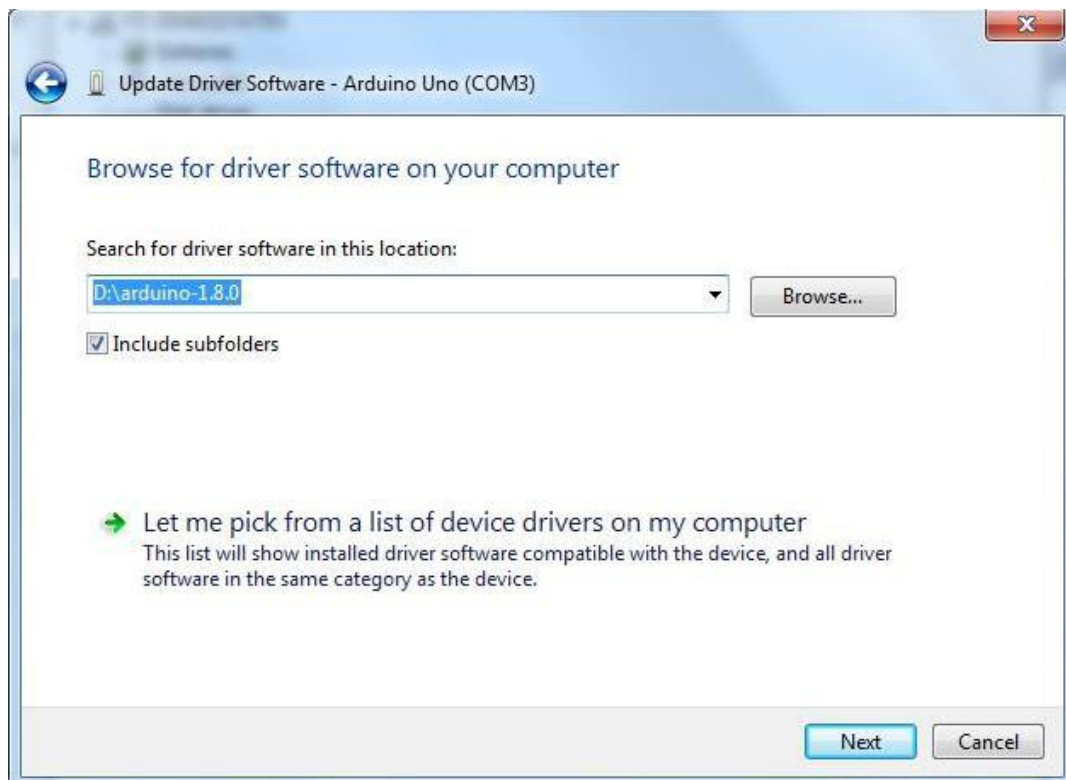 Update Driver Software - Arduino Uno (COM3)
Browse for driver software on your computer
Search for driver software in this location:
D:\arduino-1.8.0
Browse...
Include subfolders
Let me pick from a list of device drivers on my computer
This list will show installed driver software compatible with the device, and all driver
software in the same category as the device.
Next
Cancel